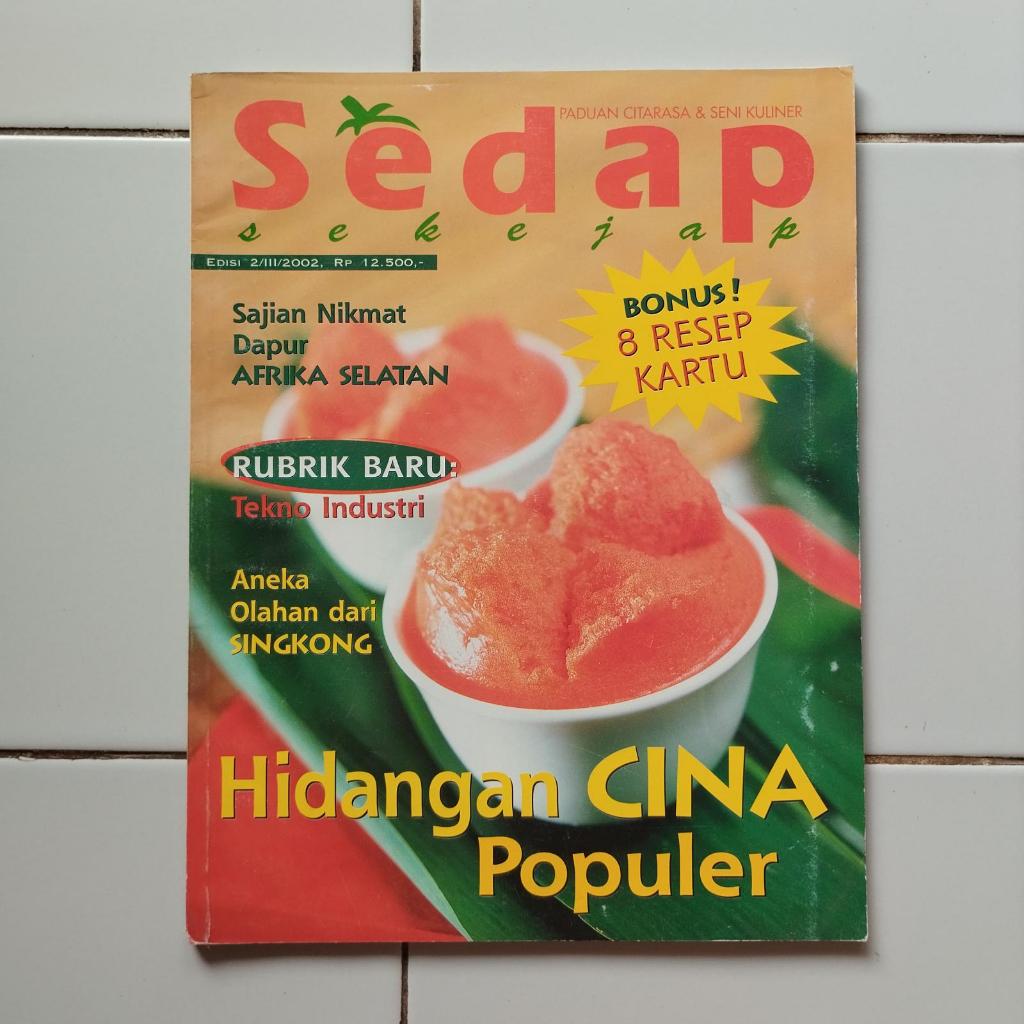 PADUAN CITARASA & SENI KULINER
Sedap
sekejap
EDISI 2/III/2002, RP 12.500,-
BONUS!
8 RESEP
KARTU
Sajian Nikmat
Dapur
AFRIKA SELATAN
RUBRIK BARU:
Tekno Industri
Aneka
Olahan dari
SINGKONG
Hidangan CINA
Populer